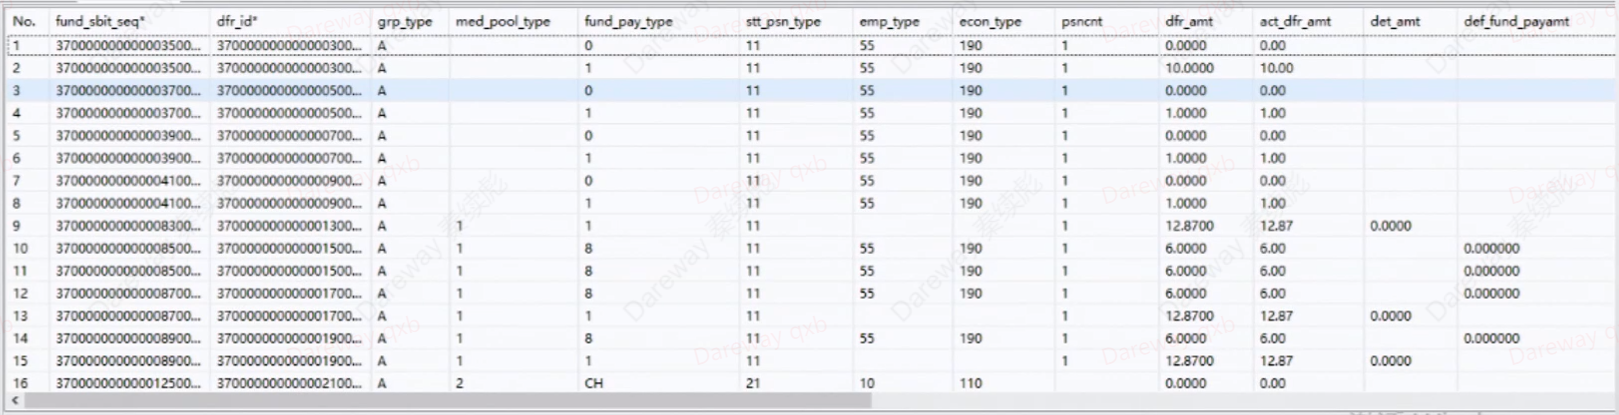 No. fund_sbit_seq* dfr_id* grp_type med_pool_type fund_pay_type stt_psn_type emp_type econ_type psncnt dfr_amt act_dfr_amt det_amt def_fund_payamt
1 370000000000003500... 370000000000000300... A 0 11 55 190 1 0.0000 0.00
2 370000000000003500... 370000000000000300... A 1 11 55 190 1 10.0000 10.00
3 370000000000003700... 370000000000000500... A 0 11 55 190 1 0.0000 0.00
4 370000000000003700... 370000000000000500... A 1 11 55 190 1 1.0000 1.00
5 370000000000003900... 370000000000000700... A 0 11 55 190 1 0.0000 0.00
6 370000000000003900... 370000000000000700... A 1 11 55 190 1 1.0000 1.00
7 370000000000004100... 370000000000000900... A 0 11 55 190 1 0.0000 0.00
8 370000000000004100... 370000000000000900... A 1 11 55 190 1 1.0000 1.00
9 370000000000008300... 370000000000001300... A 1 1 11 1 12.8700 12.87 0.0000
10 370000000000008500... 370000000000001500... A 1 8 11 55 190 1 6.0000 6.00 0.000000
11 370000000000008500... 370000000000001500... A 1 8 11 55 190 1 6.0000 6.00 0.000000
12 370000000000008700... 370000000000001700... A 1 8 11 55 190 1 6.0000 6.00 0.000000
13 370000000000008700... 370000000000001700... A 1 1 11 1 12.8700 12.87 0.0000
14 370000000000008900... 370000000000001900... A 1 8 11 55 190 1 6.0000 6.00 0.000000
15 370000000000008900... 370000000000001900... A 1 1 11 1 12.8700 12.87 0.0000
16 370000000000012500... 370000000000002100... A 2 CH 21 10 110 0.0000 0.00
Dareway qxb